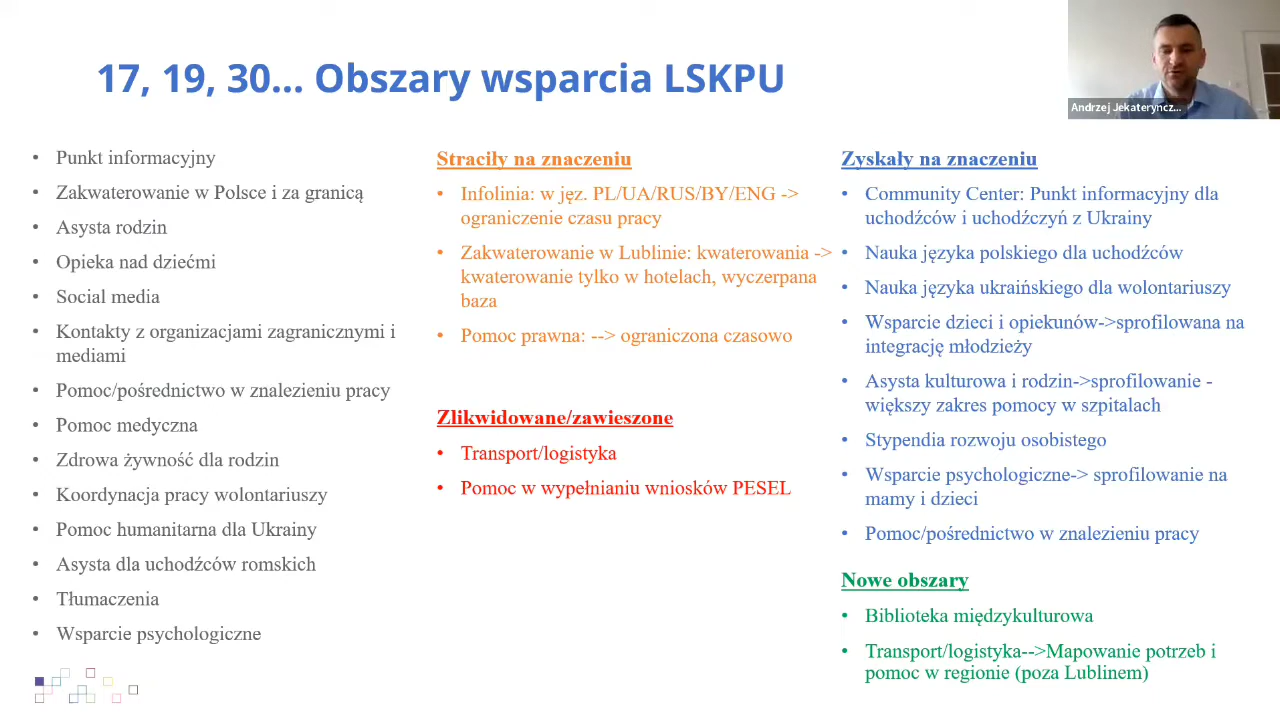 17, 19, 30... Obszary wsparcia LSKPU
Andrzej Jekateryncz...
• Punkt informacyjny
• Zakwaterowanie w Polsce i za granicą
• Asysta rodzin
• Opieka nad dziećmi
• Social media
• Kontakty z organizacjami zagranicznymi i
mediami
• Pomoc/pośrednictwo w znalezieniu pracy
• Pomoc medyczna
• Zdrowa żywność dla rodzin
• Koordynacja pracy wolontariuszy
• Pomoc humanitarna dla Ukrainy
• Asysta dla uchodźców romskich
• Tłumaczenia
• Wsparcie psychologiczne
Straciły na znaczeniu
• Infolinia: w jęz. PL/UA/RUS/BY/ENG ->
ograniczenie czasu pracy
• Zakwaterowanie w Lublinie: kwaterowania ->
kwaterowanie tylko w hotelach, wyczerpana
baza
• Pomoc prawna: --> ograniczona czasowo
Zlikwidowane/zawieszone
• Transport/logistyka
• Pomoc w wypełnianiu wniosków PESEL
Zyskały na znaczeniu
• Community Center: Punkt informacyjny dla
uchodźców i uchodźczyń z Ukrainy
• Nauka języka polskiego dla uchodźców
• Nauka języka ukraińskiego dla wolontariuszy
• Wsparcie dzieci i opiekunów->sprofilowana na
integrację młodzieży
• Asysta kulturowa i rodzin->sprofilowanie -
większy zakres pomocy w szpitalach
• Stypendia rozwoju osobistego
• Wsparcie psychologiczne-> sprofilowanie na
mamy i dzieci
• Pomoc/pośrednictwo w znalezieniu pracy
Nowe obszary
• Biblioteka międzykulturowa
• Transport/logistyka-->Mapowanie potrzeb i
pomoc w regionie (poza Lublinem)